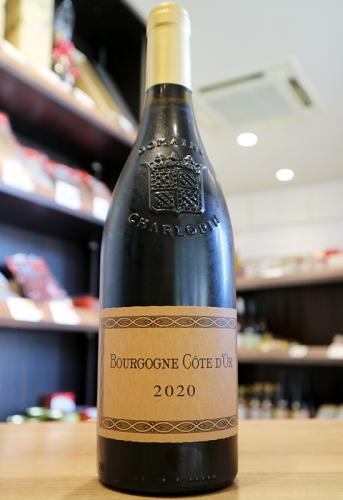 DOMAINE
CHARLOPIN
BOURGOGNE CÔTE D'OR
2020